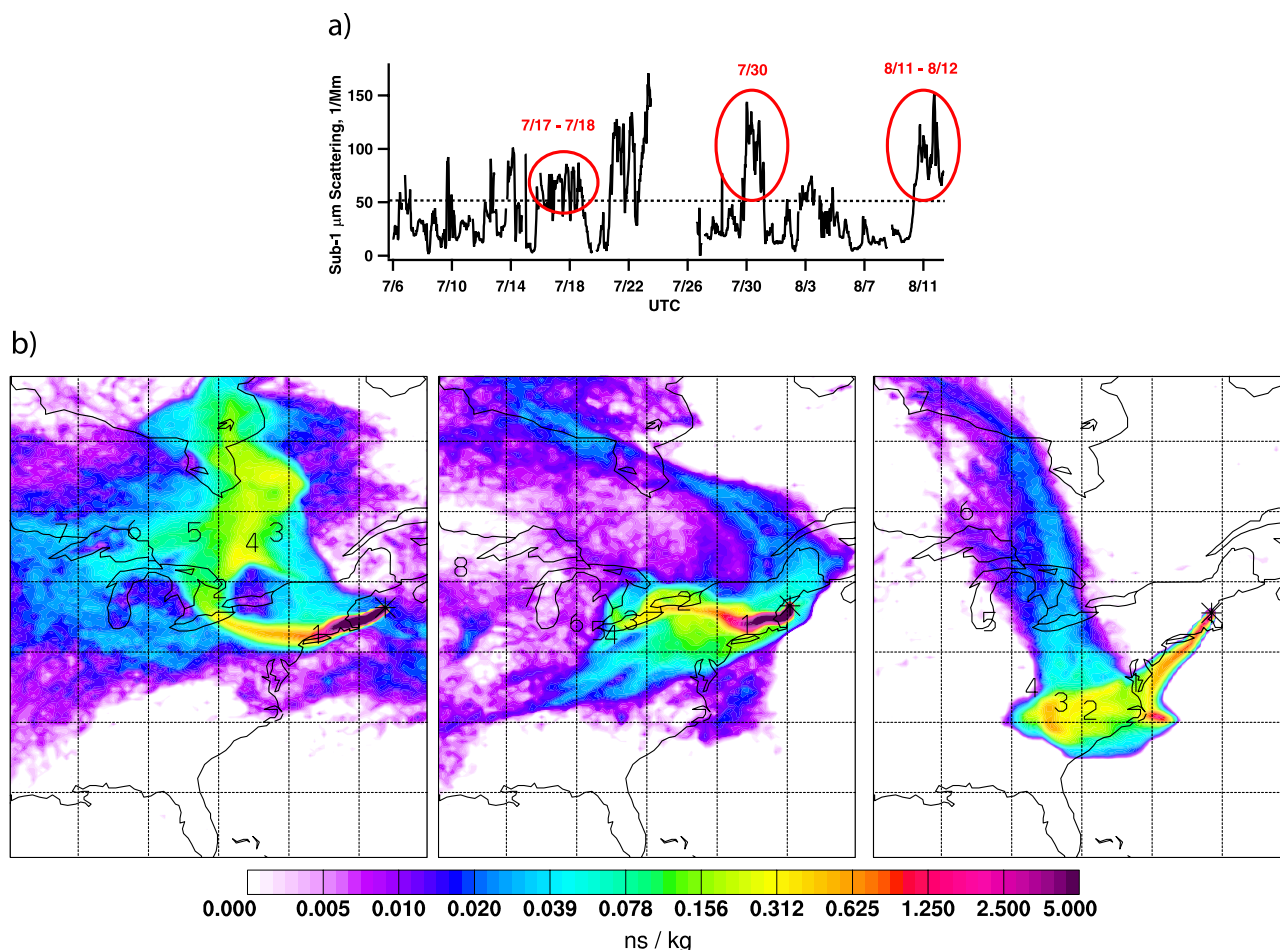 a)
7/17 - 7/18
7/30
8/11 - 8/12
Sub-1 µm Scattering, 1/Mm
150
100
50
0
7/6 7/10 7/14 7/18 7/22 7/26 7/30 8/3 8/7 8/11
UTC
b)
7 6 5 4 3 2 1
8 7 6 5 4 3 2 1
7 6 5 4 3 2 1
0.000 0.005 0.010 0.020 0.039 0.078 0.156 0.312 0.625 1.250 2.500 5.000
ns / kg